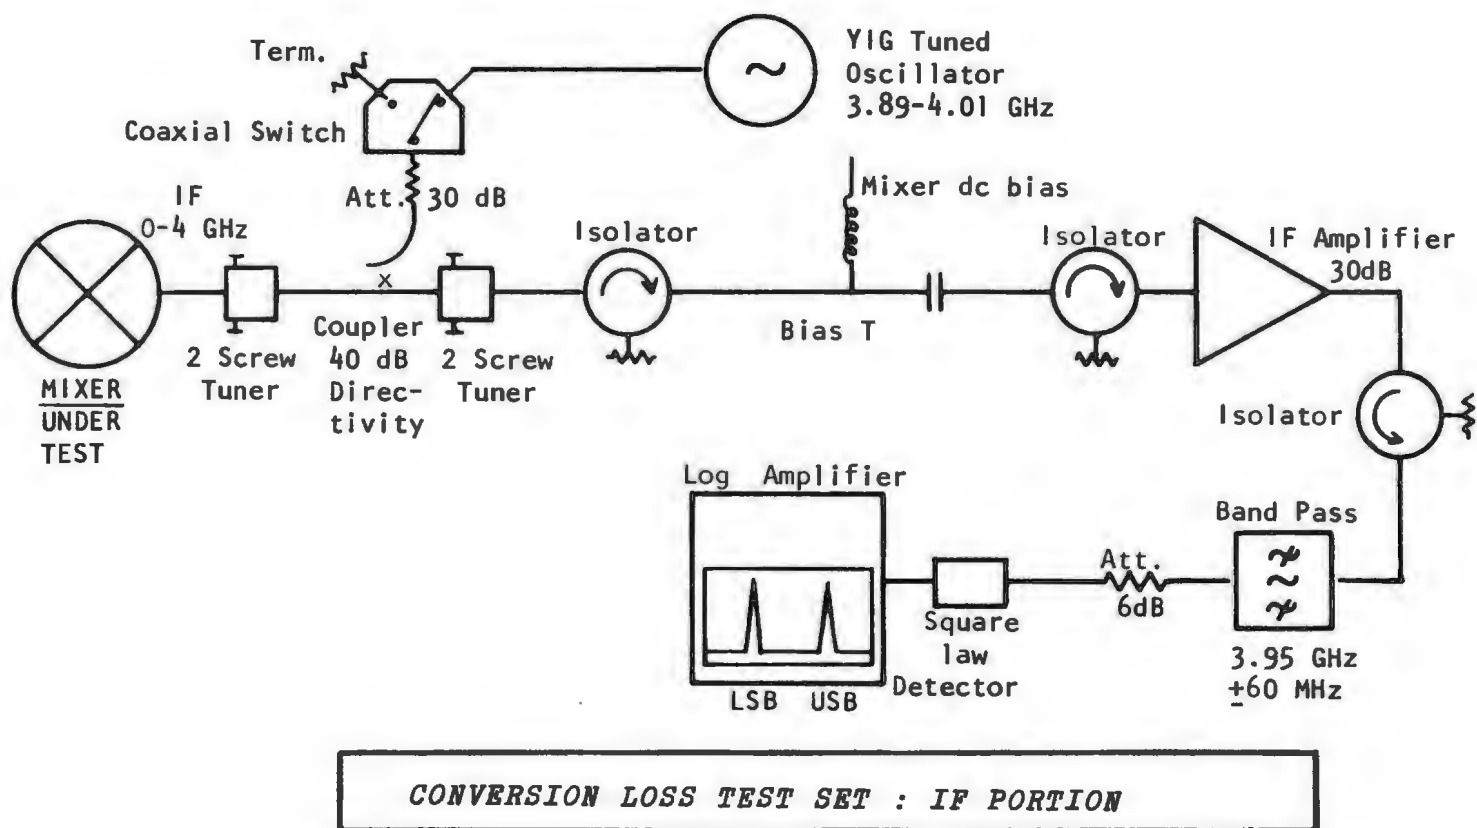 Term.
YIG Tuned
Oscillator
3.89-4.01 GHz
Coaxial Switch
IF
0-4 GHz
Att. 30 dB
Mixer dc bias
Isolator
Isolator
IF Amplifier
30dB
x
Coupler
40 dB
Direc-
tivity
2 Screw
Tuner
2 Screw
Tuner
Bias T
MIXER
UNDER
TEST
Isolator
Log Amplifier
Band Pass
Att.
6dB
Square
law
Detector
3.95 GHz
±60 MHz
LSB USB
CONVERSION LOSS TEST SET : IF PORTION